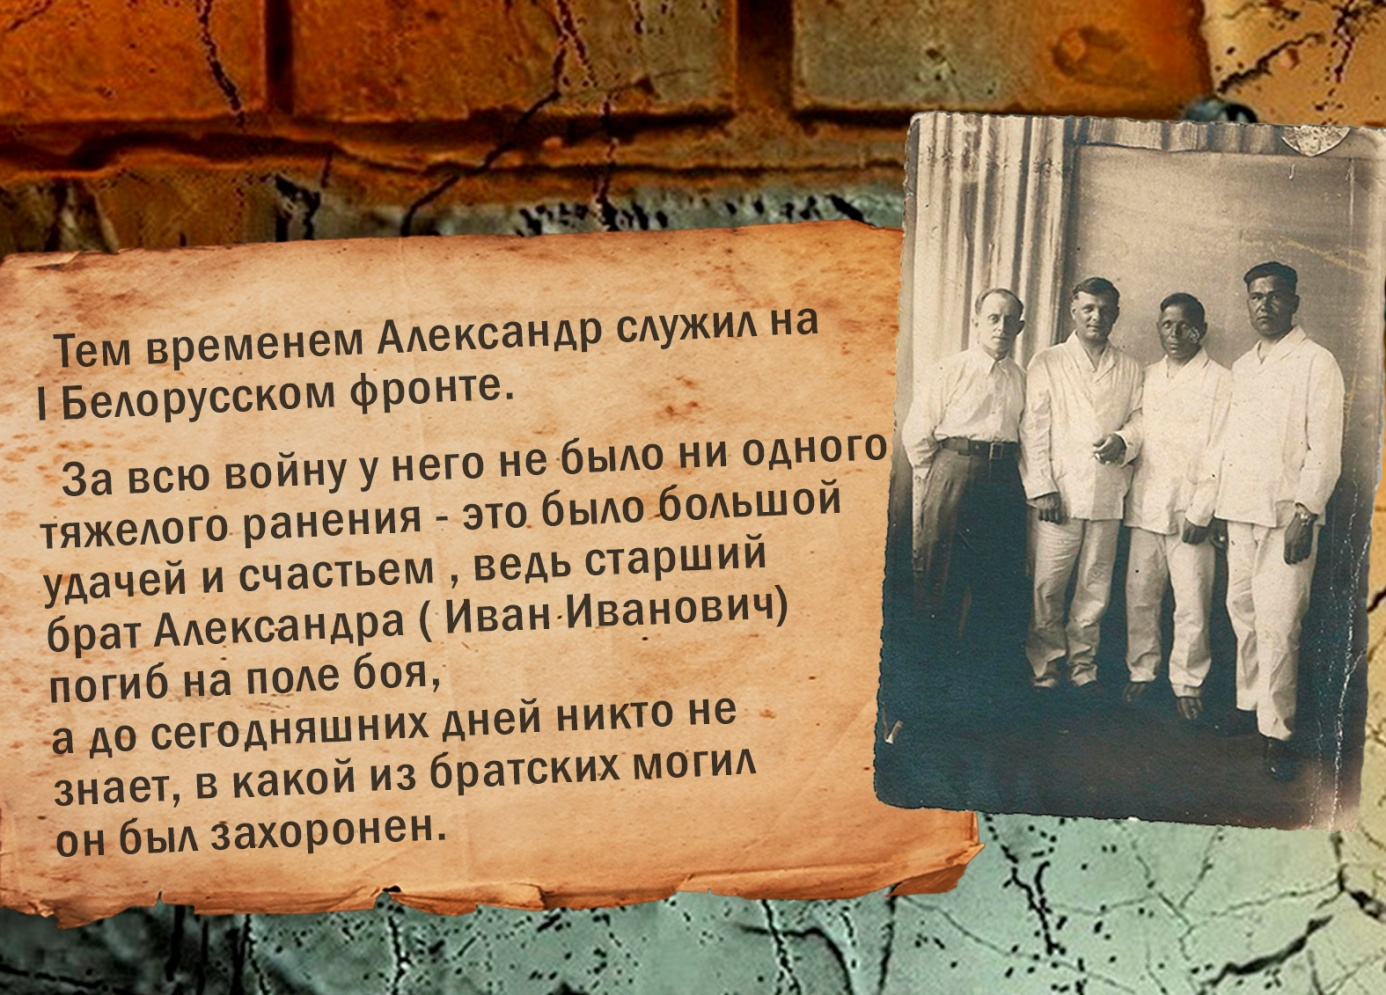 Тем временем Александр служил на
I Белорусском фронте.
За всю войну у него не было ни одного
тяжелого ранения - это было большой
удачей и счастьем , ведь старший
брат Александра ( Иван Иванович)
погиб на поле боя,
а до сегодняшних дней никто не
знает, в какой из братских могил
он был захоронен.